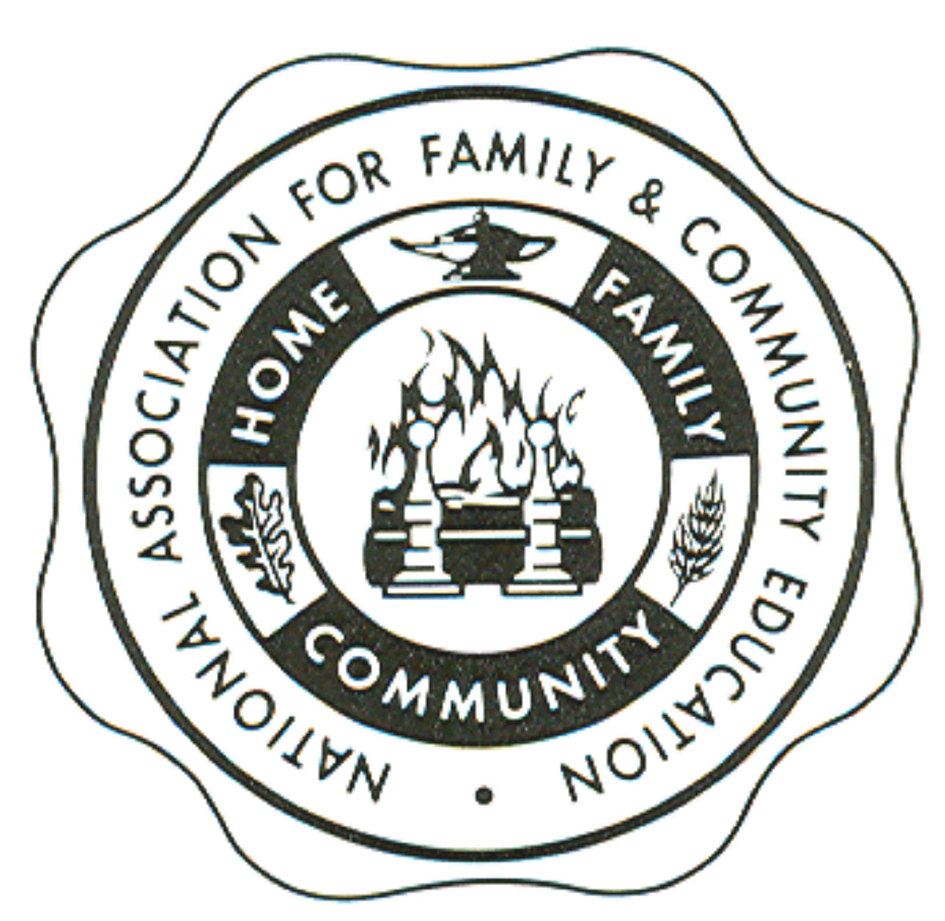 NATIONAL ASSOCIATION FOR FAMILY & COMMUNITY EDUCATION •
HOME
FAMILY
COMMUNITY